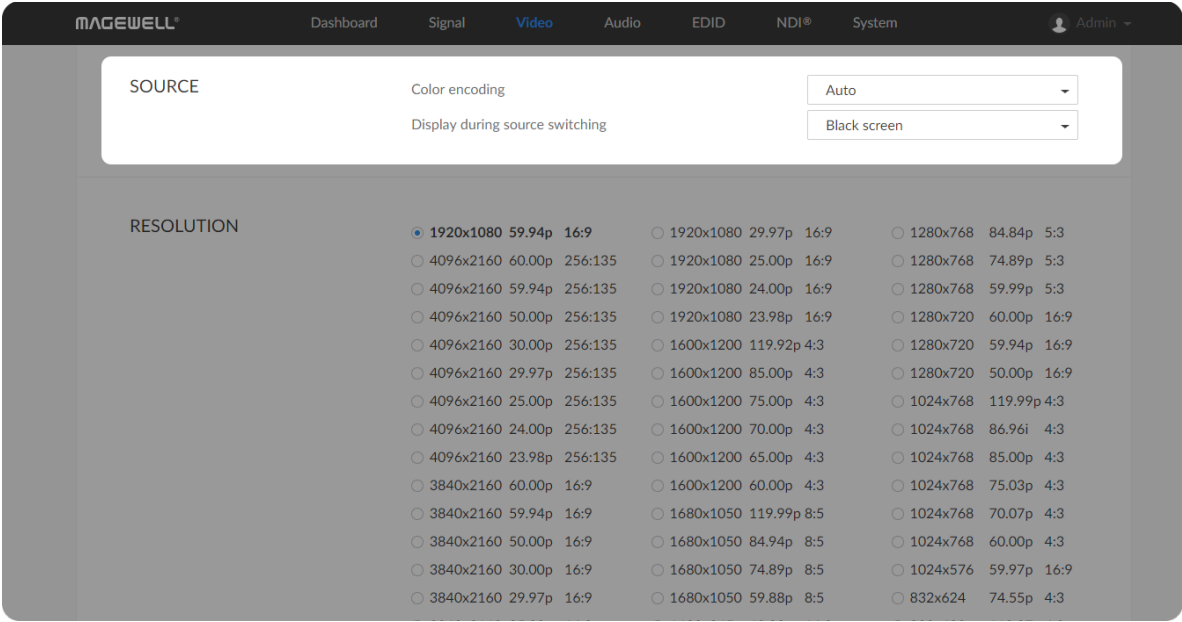 MAGEWELL®
Dashboard Signal Video Audio EDID NDI® System Admin
SOURCE
Color encoding Auto
Display during source switching Black screen
RESOLUTION
1920x1080 59.94p 16:9 1920x1080 29.97p 16:9 1280x768 84.84p 5:3
4096x2160 60.00p 256:135 1920x1080 25.00p 16:9 1280x768 74.89p 5:3
4096x2160 59.94p 256:135 1920x1080 24.00p 16:9 1280x768 59.99p 5:3
4096x2160 50.00p 256:135 1920x1080 23.98p 16:9 1280x720 60.00p 16:9
4096x2160 30.00p 256:135 1600x1200 119.92p 4:3 1280x720 59.94p 16:9
4096x2160 29.97p 256:135 1600x1200 85.00p 4:3 1280x720 50.00p 16:9
4096x2160 25.00p 256:135 1600x1200 75.00p 4:3 1024x768 119.99p 4:3
4096x2160 24.00p 256:135 1600x1200 70.00p 4:3 1024x768 86.96i 4:3
4096x2160 23.98p 256:135 1600x1200 65.00p 4:3 1024x768 85.00p 4:3
3840x2160 60.00p 16:9 1600x1200 60.00p 4:3 1024x768 75.03p 4:3
3840x2160 59.94p 16:9 1680x1050 119.99p 8:5 1024x768 70.07p 4:3
3840x2160 50.00p 16:9 1680x1050 84.94p 8:5 1024x768 60.00p 4:3
3840x2160 30.00p 16:9 1680x1050 74.89p 8:5 1024x576 59.97p 16:9
3840x2160 29.97p 16:9 1680x1050 59.88p 8:5 832x624 74.55p 4:3